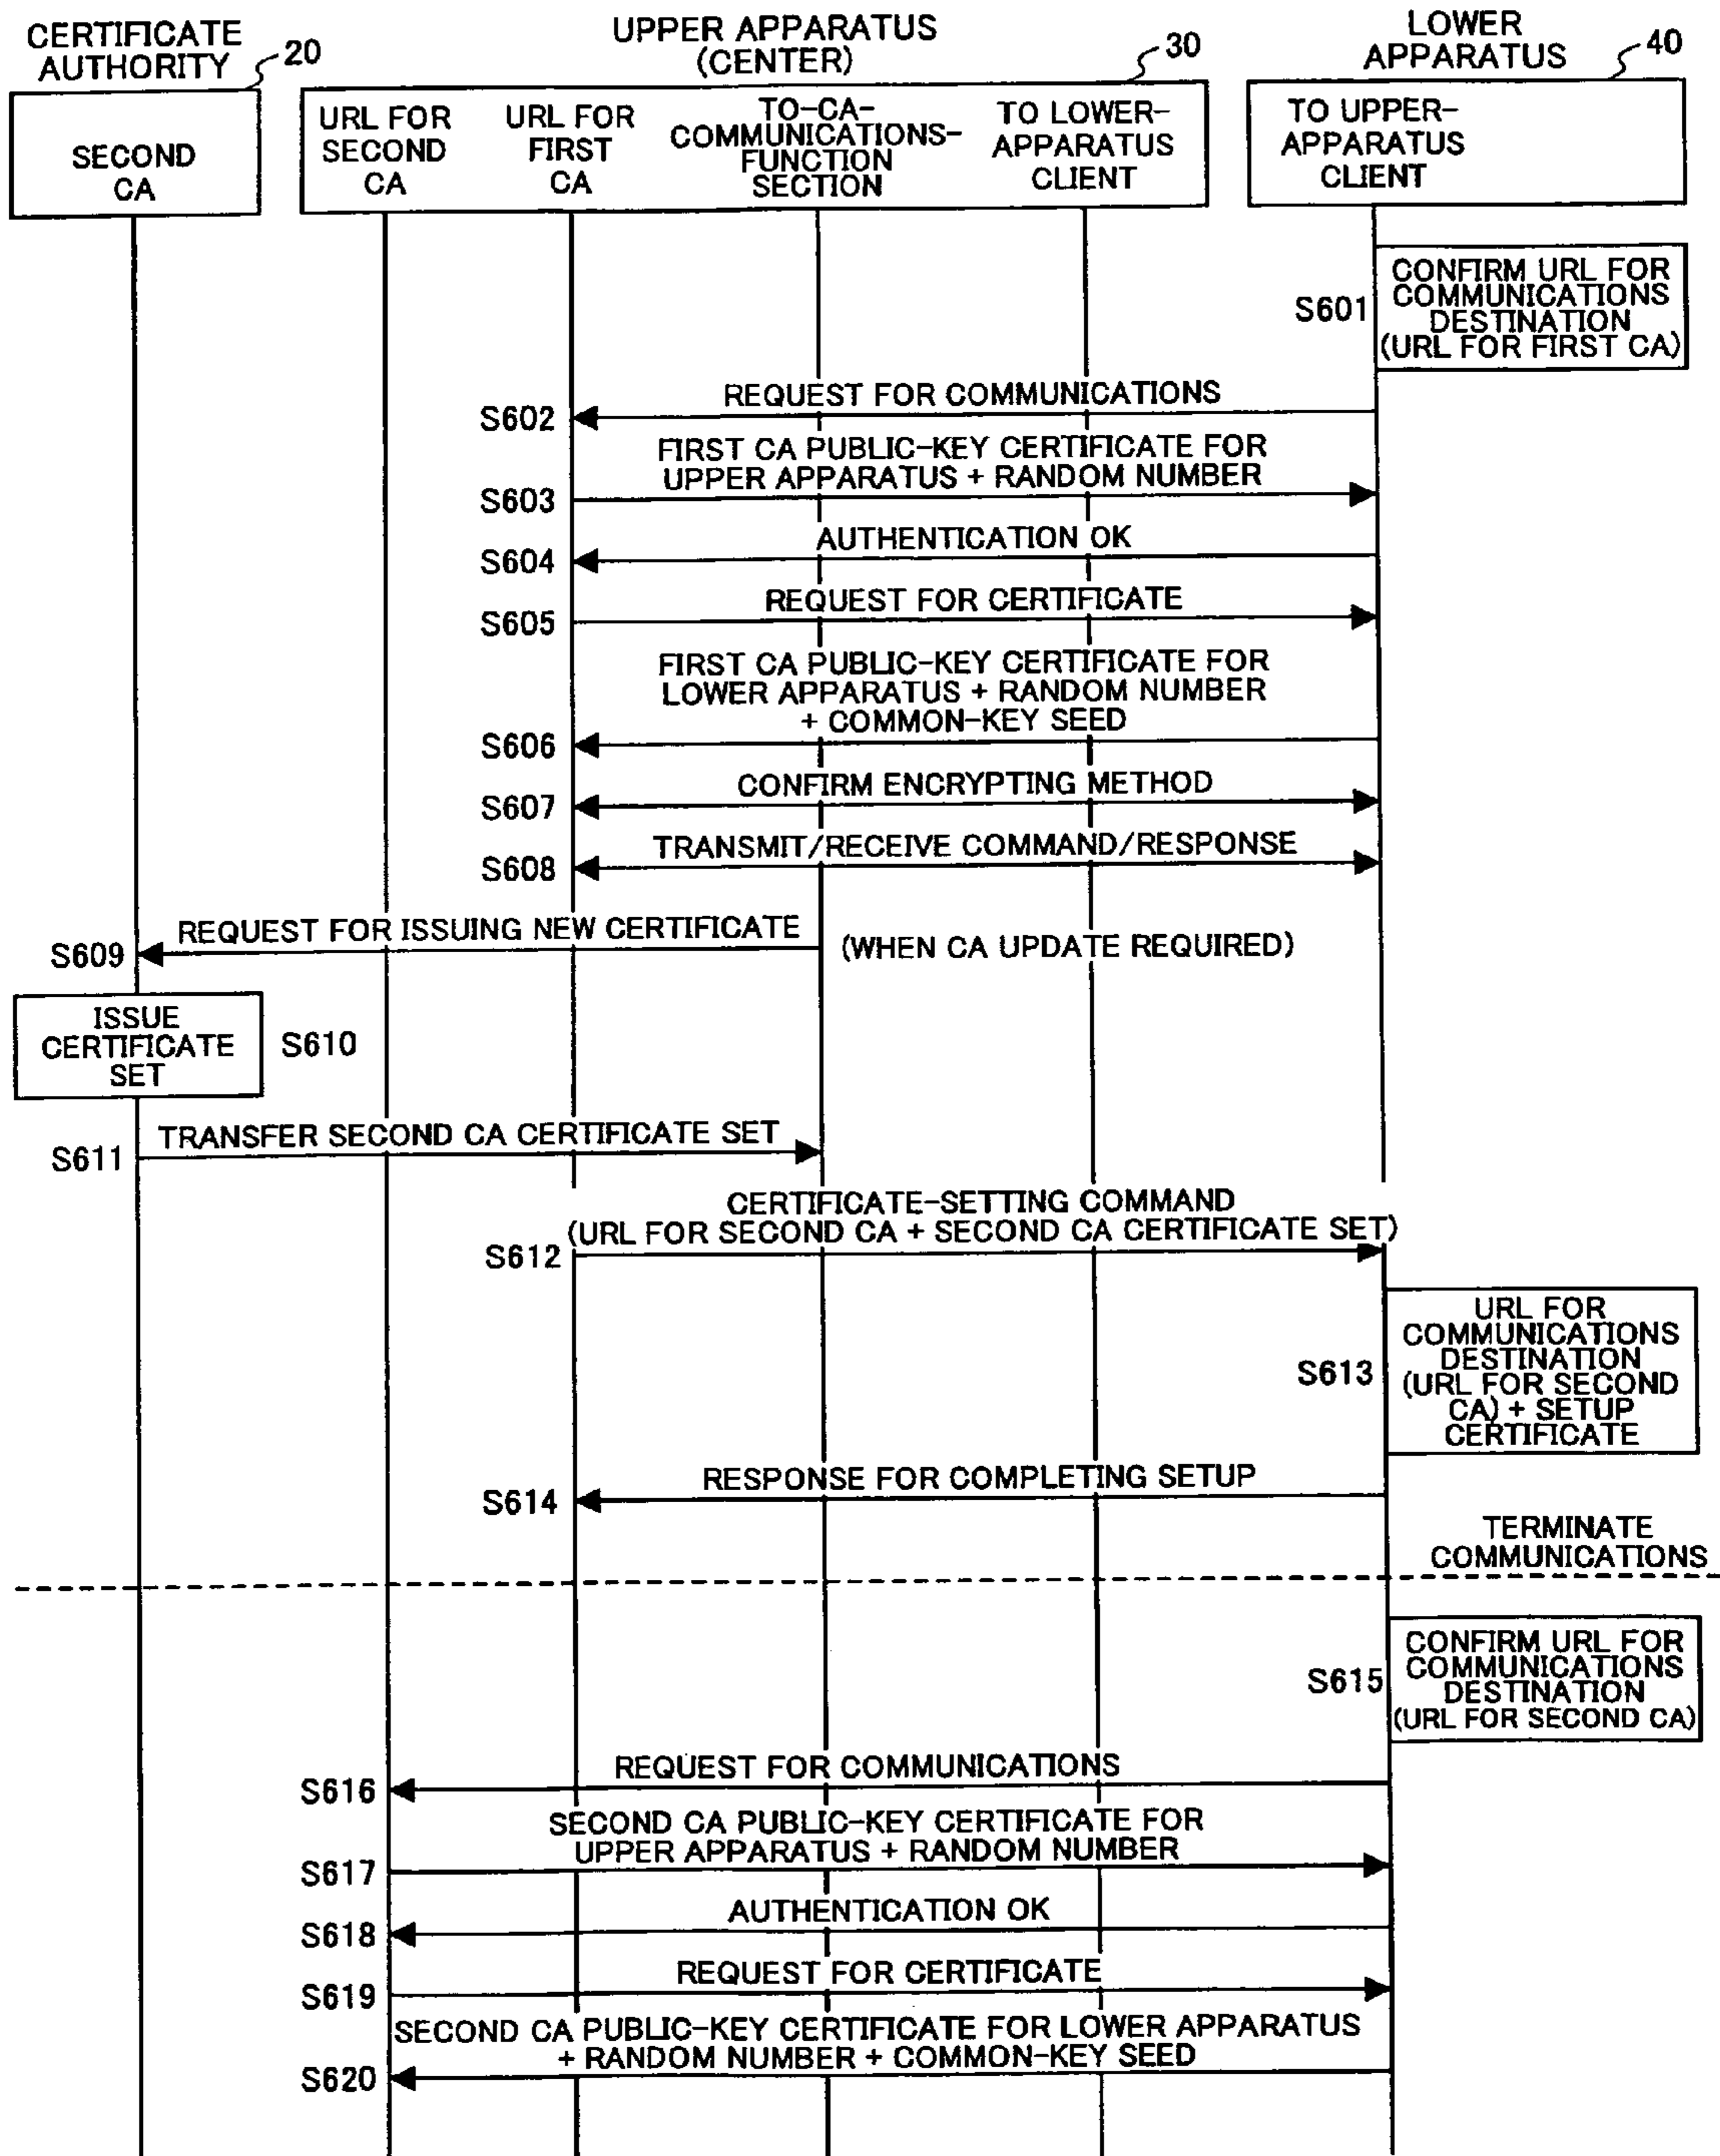 CERTIFICATE
AUTHORITY
20
UPPER APPARATUS
(CENTER)
30
LOWER
APPARATUS
40
SECOND
CA
URL FOR
SECOND
CA
URL FOR
FIRST
CA
TO-CA-
COMMUNICATIONS-
FUNCTION
SECTION
TO LOWER-
APPARATUS
CLIENT
TO UPPER-
APPARATUS
CLIENT
S601
CONFIRM URL FOR
COMMUNICATIONS
DESTINATION
(URL FOR FIRST CA)
REQUEST FOR COMMUNICATIONS
S602
FIRST CA PUBLIC-KEY CERTIFICATE FOR
UPPER APPARATUS + RANDOM NUMBER
S603
AUTHENTICATION OK
S604
REQUEST FOR CERTIFICATE
S605
FIRST CA PUBLIC-KEY CERTIFICATE FOR
LOWER APPARATUS + RANDOM NUMBER
+ COMMON-KEY SEED
S606
CONFIRM ENCRYPTING METHOD
S607
TRANSMIT/RECEIVE COMMAND/RESPONSE
S608
REQUEST FOR ISSUING NEW CERTIFICATE
S609
(WHEN CA UPDATE REQUIRED)
ISSUE
CERTIFICATE
SET
S610
TRANSFER SECOND CA CERTIFICATE SET
S611
CERTIFICATE-SETTING COMMAND
(URL FOR SECOND CA + SECOND CA CERTIFICATE SET)
S612
S613
URL FOR
COMMUNICATIONS
DESTINATION
(URL FOR SECOND
CA) + SETUP
CERTIFICATE
RESPONSE FOR COMPLETING SETUP
S614
TERMINATE
COMMUNICATIONS
S615
CONFIRM URL FOR
COMMUNICATIONS
DESTINATION
(URL FOR SECOND CA)
REQUEST FOR COMMUNICATIONS
S616
SECOND CA PUBLIC-KEY CERTIFICATE FOR
UPPER APPARATUS + RANDOM NUMBER
S617
AUTHENTICATION OK
S618
REQUEST FOR CERTIFICATE
S619
SECOND CA PUBLIC-KEY CERTIFICATE FOR LOWER APPARATUS
+ RANDOM NUMBER + COMMON-KEY SEED
S620